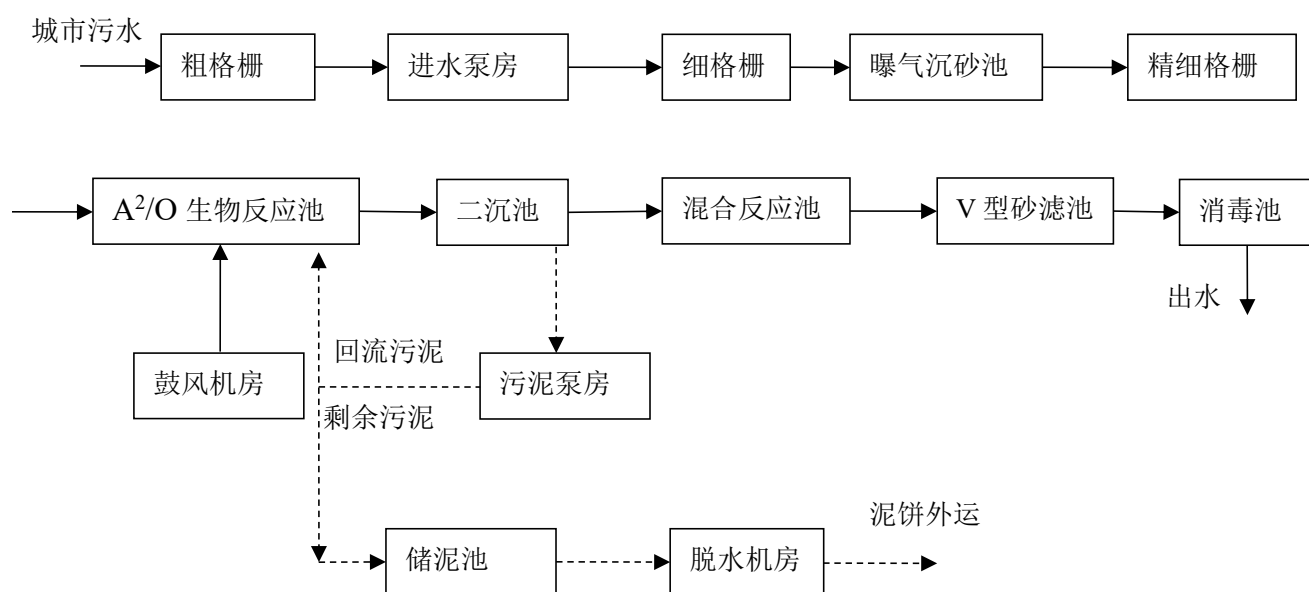 城市污水
粗格栅
进水泵房
细格栅
曝气沉砂池
精细格栅
A²/O 生物反应池
二沉池
混合反应池
V 型砂滤池
消毒池
出水
鼓风机房
回流污泥
污泥泵房
剩余污泥
储泥池
脱水机房
泥饼外运